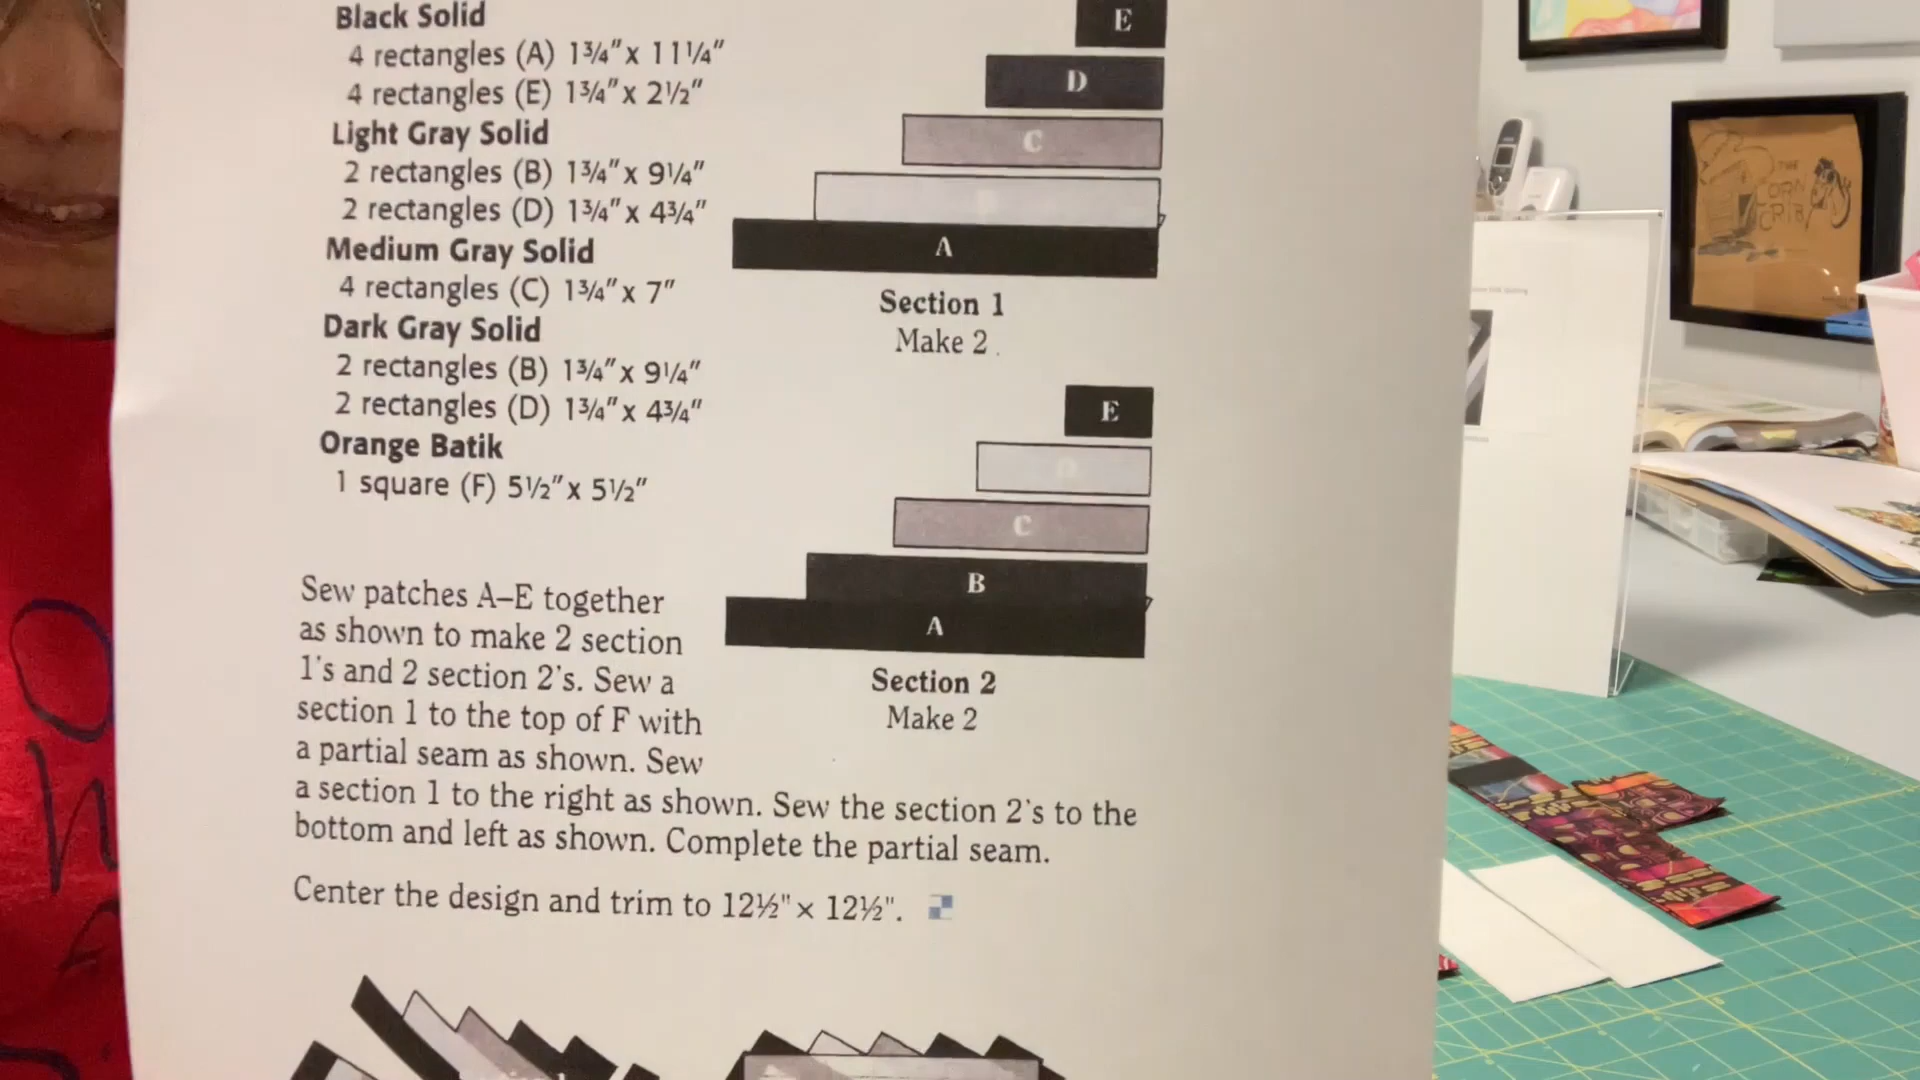 Black Solid
4 rectangles (A) 1¾" x 11¼"
4 rectangles (E) 1¾" x 2½"
Light Gray Solid
2 rectangles (B) 1¾" x 9¼"
2 rectangles (D) 1¾" x 4¾"
Medium Gray Solid
4 rectangles (C) 1¾" x 7"
Dark Gray Solid
2 rectangles (B) 1¾" x 9¼"
2 rectangles (D) 1¾" x 4¾"
Orange Batik
1 square (F) 5½" x 5½"
E
D
C
A
Section 1
Make 2
E
D
C
B
A
Section 2
Make 2
Sew patches A–E together
as shown to make 2 section
1's and 2 section 2's. Sew a
section 1 to the top of F with
a partial seam as shown. Sew
a section 1 to the right as shown. Sew the section 2's to the
bottom and left as shown. Complete the partial seam.
Center the design and trim to 12½" × 12½".
THE
CORN
CRIB